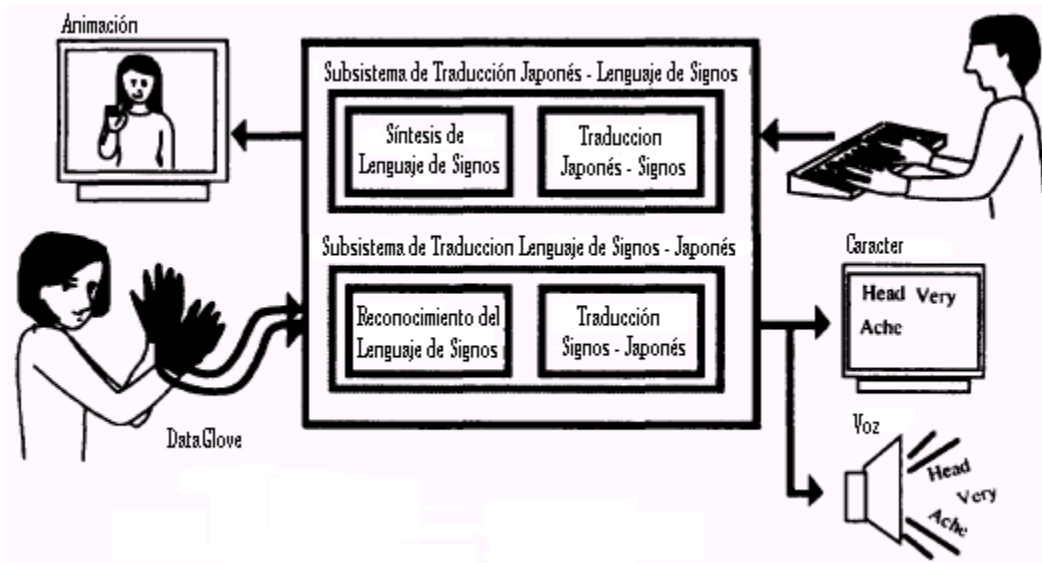 Animación
Subsistema de Traducción Japonés - Lenguaje de Signos
Síntesis de
Lenguaje de Signos
Traduccion
Japonés - Signos
Subsistema de Traduccion Lenguaje de Signos - Japonés
Reconocimiento del
Lenguaje de Signos
Traducción
Signos - Japonés
DataGlove
Caracter
Head Very
Ache
Voz
Head
Very
Ache